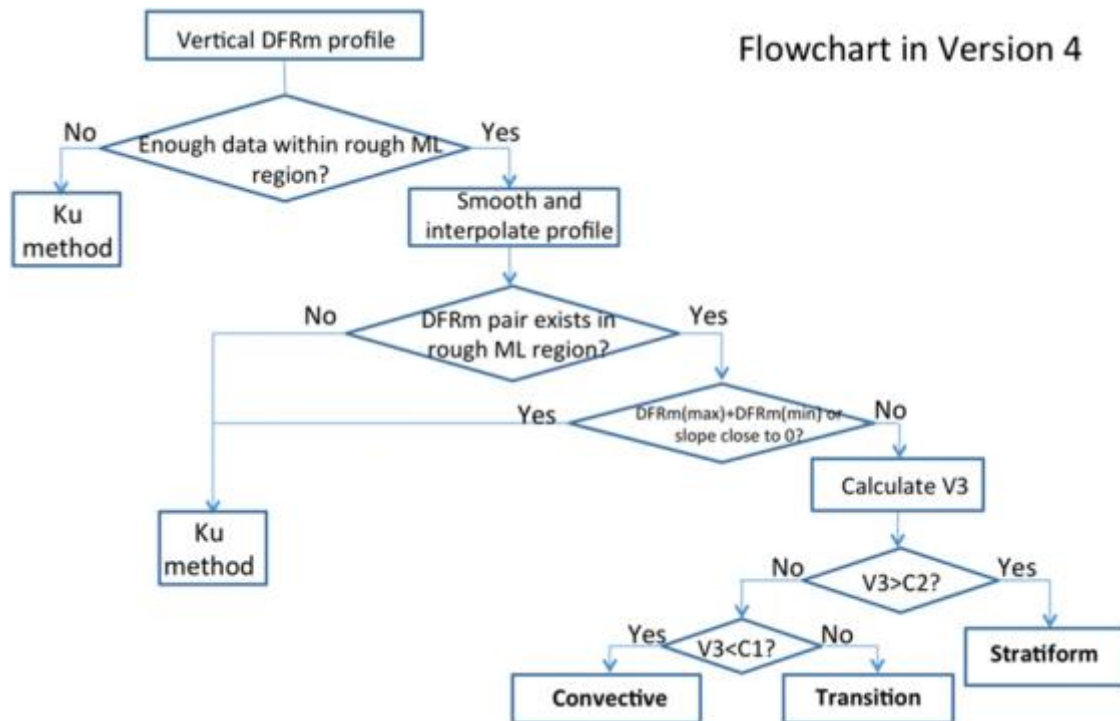 Vertical DFRm profile
Flowchart in Version 4
No
Yes
Enough data within rough ML
region?
Ku
method
Smooth and
interpolate profile
No
Yes
DFRm pair exists in
rough ML region?
Yes
No
DFRm(max)+DFRm(min) or
slope close to 0?
Calculate V3
Ku
method
No
Yes
V3>C2?
Yes
No
V3<C1?
Stratiform
Convective
Transition